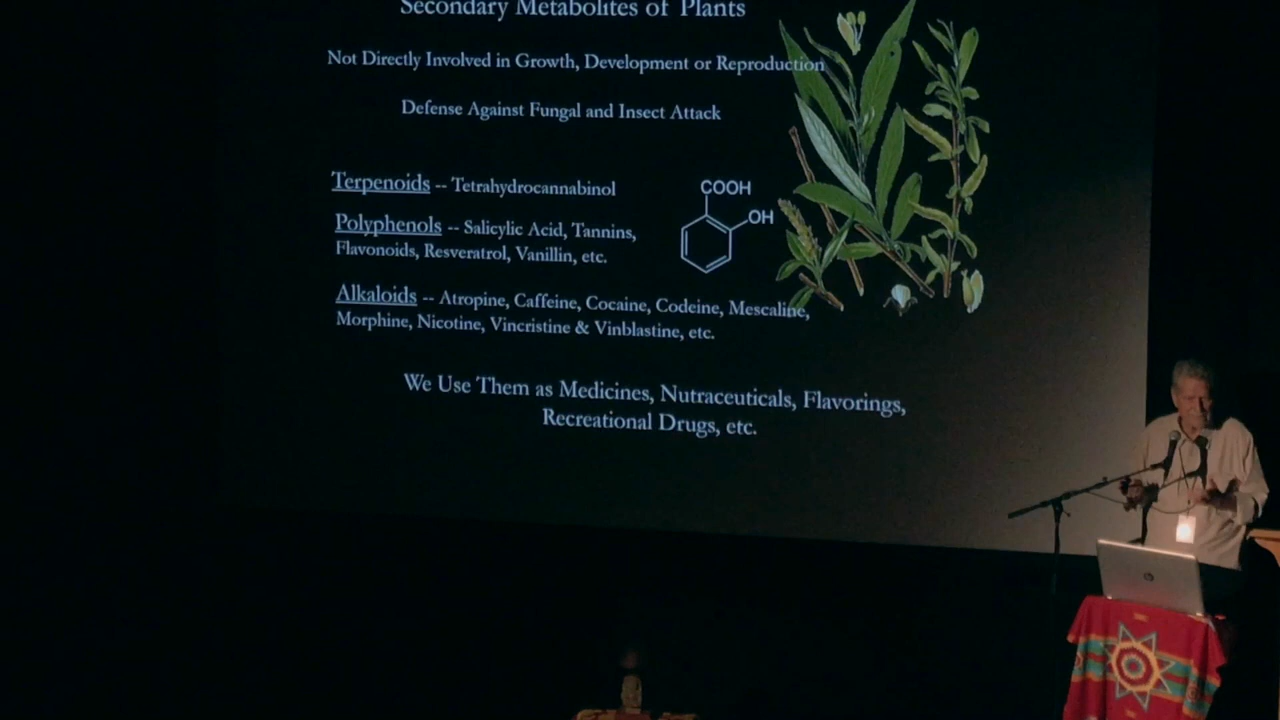 Secondary Metabolites of Plants
Not Directly Involved in Growth, Development or Reproduction
Defense Against Fungal and Insect Attack
Terpenoids -- Tetrahydrocannabinol
Polyphenols -- Salicylic Acid, Tannins,
Flavonoids, Resveratrol, Vanillin, etc.
COOH
OH
Alkaloids -- Atropine, Caffeine, Cocaine, Codeine, Mescaline,
Morphine, Nicotine, Vincristine & Vinblastine, etc.
We Use Them as Medicines, Nutraceuticals, Flavorings,
Recreational Drugs, etc.
hp